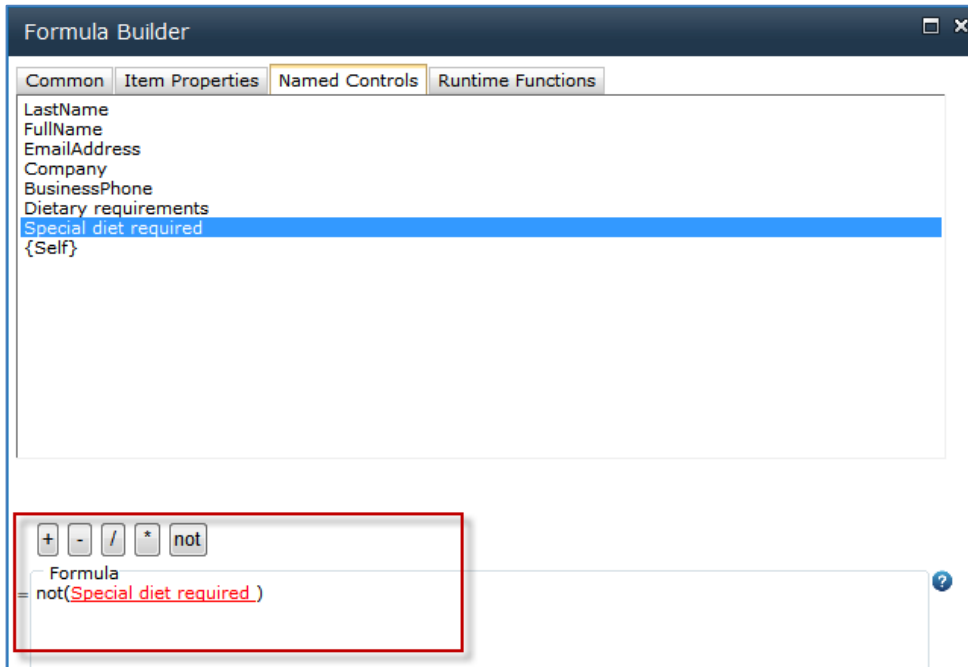 Formula Builder
Common Item Properties Named Controls Runtime Functions
LastName
FullName
EmailAddress
Company
BusinessPhone
Dietary requirements
Special diet required
{Self}
+ - / * not
Formula
= not(Special diet required )
?